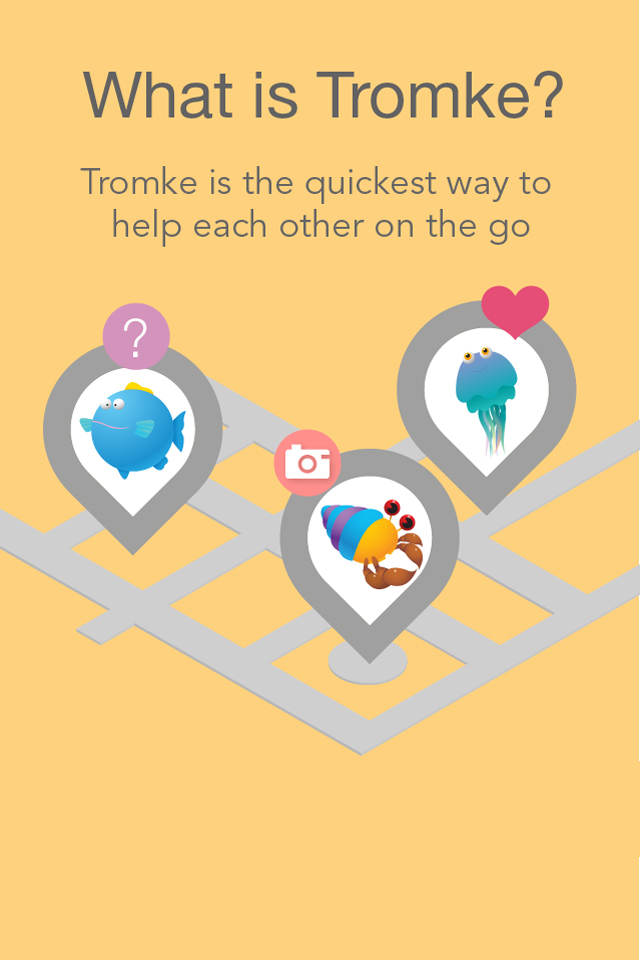 What is Tromke?
Tromke is the quickest way to
help each other on the go
?